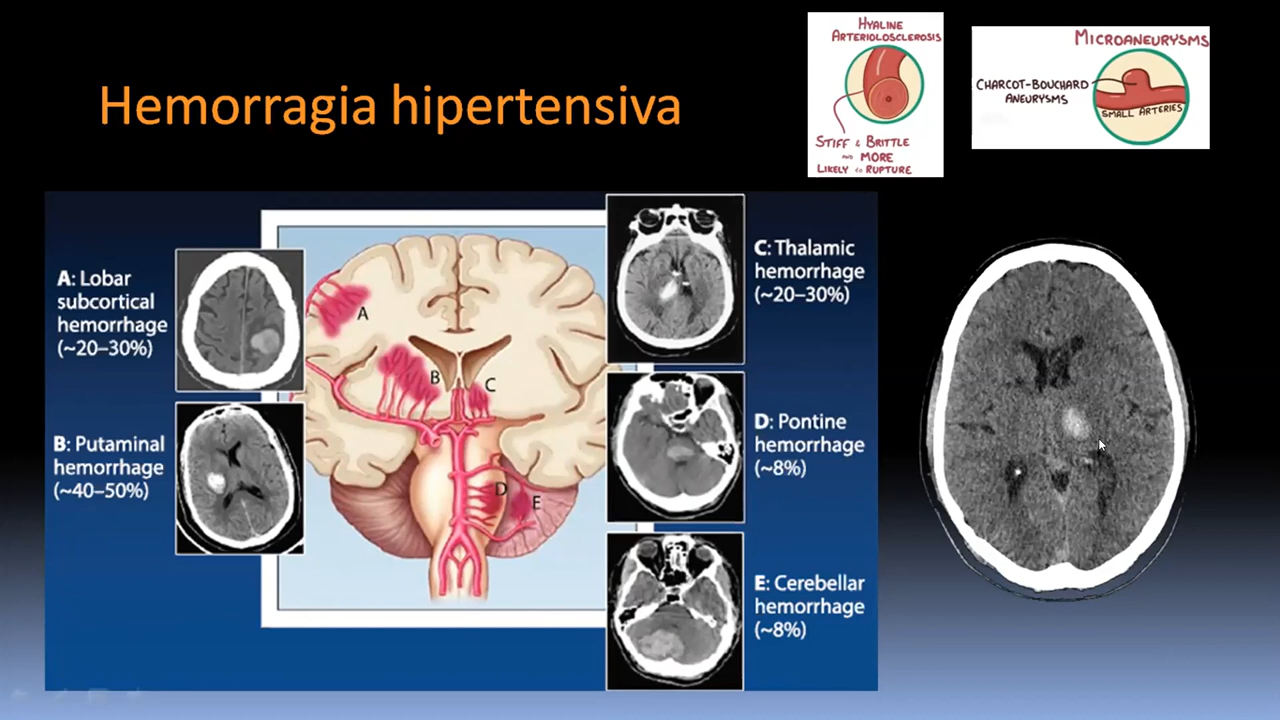 Hemorragia hipertensiva
HYALINE
ARTERIOLOSCLEROSIS
STIFF & BRITTLE
AND MORE
LIKELY to RUPTURE
MICROANEURYSMS
CHARCOT-BOUCHARD
ANEURYSMS
SMALL ARTERIES
A: Lobar
subcortical
hemorrhage
(~20–30%)
B: Putaminal
hemorrhage
(~40–50%)
A
B
C
D
E
C: Thalamic
hemorrhage
(~20–30%)
D: Pontine
hemorrhage
(~8%)
E: Cerebellar
hemorrhage
(~8%)